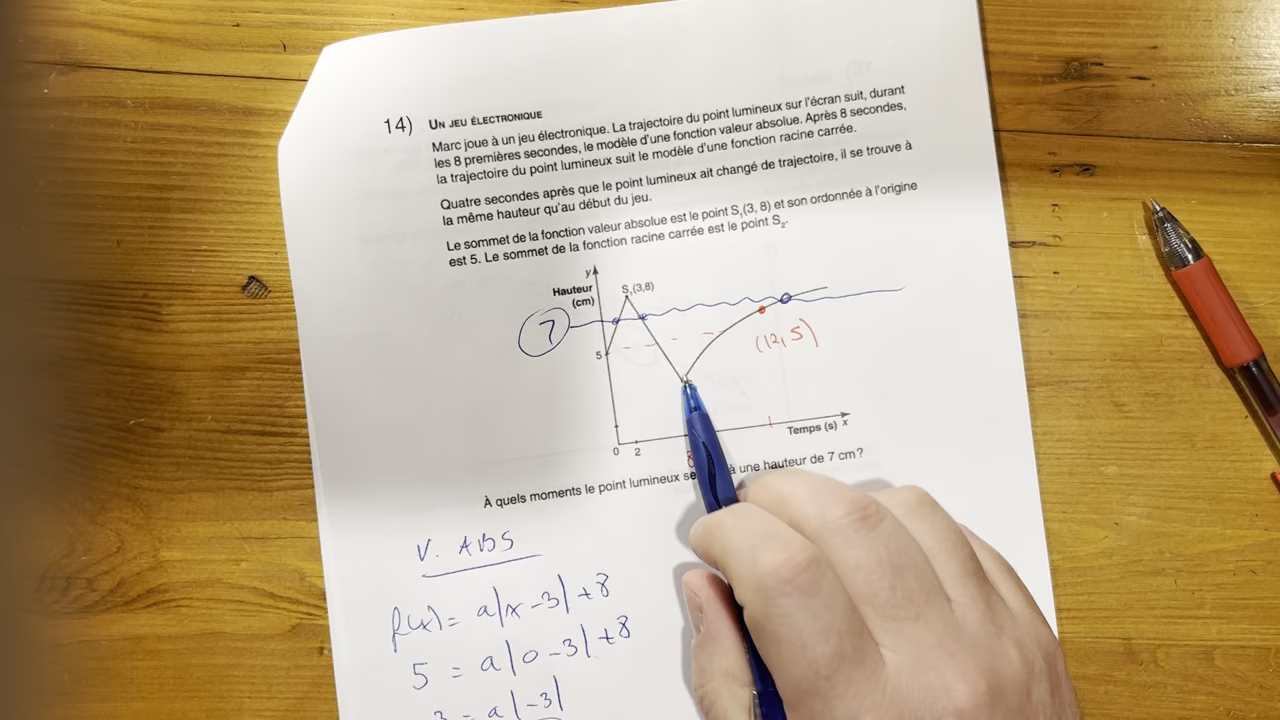 14) UN JEU ÉLECTRONIQUE
Marc joue à un jeu électronique. La trajectoire du point lumineux sur l'écran suit, durant
les 8 premières secondes, le modèle d'une fonction valeur absolue. Après 8 secondes,
la trajectoire du point lumineux suit le modèle d'une fonction racine carrée.
Quatre secondes après que le point lumineux ait changé de trajectoire, il se trouve à
la même hauteur qu'au début du jeu.
Le sommet de la fonction valeur absolue est le point S₁(3, 8) et son ordonnée à l'origine
est 5. Le sommet de la fonction racine carrée est le point S₂.
y
Hauteur
(cm)
S₁(3,8)
7
5
(12, 5)
Temps (s) x
0 2
8
À quels moments le point lumineux se à une hauteur de 7 cm?
V. ABS
f(x) = a|x - 3| + 8
5 = a|0 - 3| + 8
= a|-3|